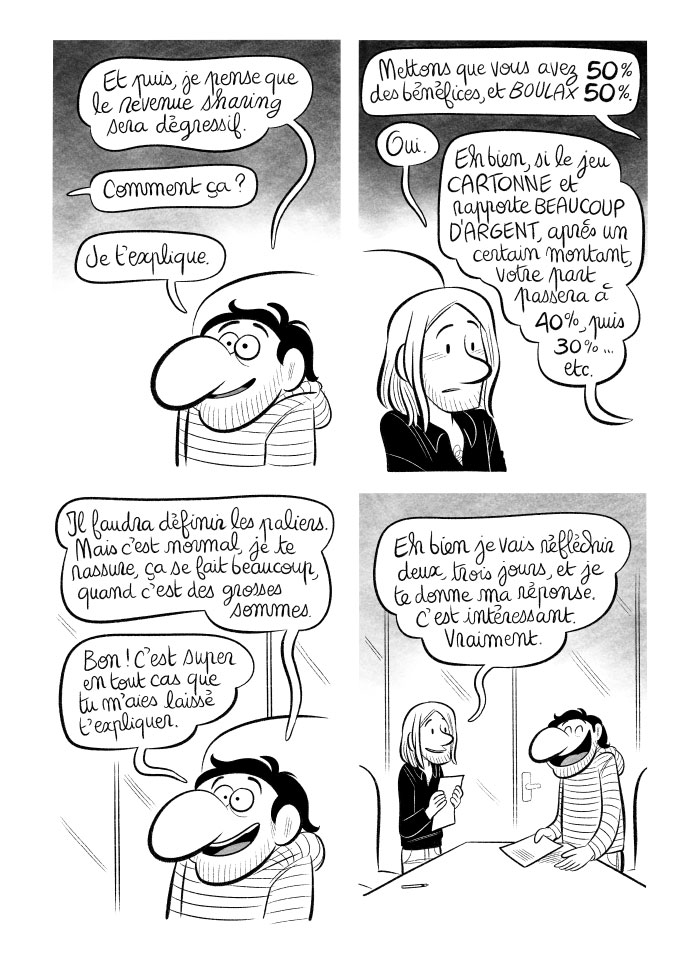 Et puis, je pense que
le revenue sharing
sera dégressif.
Comment ça ?
Je t'explique.
Mettons que vous avez 50%
des bénéfices, et BOULAX 50%.
Oui.
Eh bien, si le jeu
CARTONNE et
rapporte BEAUCOUP
D'ARGENT, après un
certain montant,
votre part
passera à
40%, puis
30%...
etc.
Il faudra définir les paliers.
Mais c'est normal, je te
rassure, ça se fait beaucoup,
quand c'est des grosses
sommes.
Bon ! C'est super
en tout cas que
tu m'aies laissé
t'expliquer.
Eh bien je vais réfléchir
deux, trois jours, et je
te donne ma réponse.
C'est intéressant.
Vraiment.